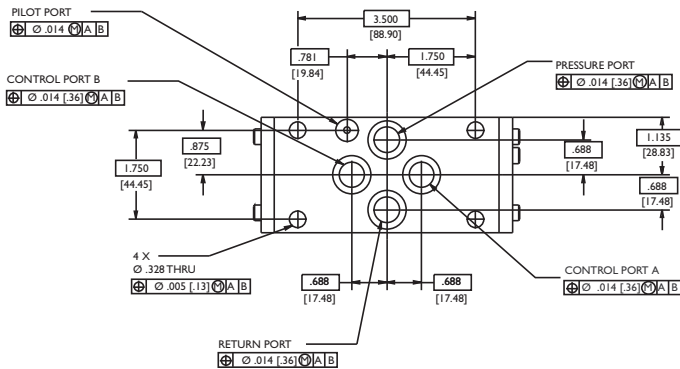 PILOT PORT
⌖ Ø .014 Ⓜ A B
3.500
[88.90]
.781
[19.84]
1.750
[44.45]
PRESSURE PORT
⌖ Ø .014 [.36] Ⓜ A B
CONTROL PORT B
⌖ Ø .014 [.36] Ⓜ A B
.875
[22.23]
1.750
[44.45]
1.135
[28.83]
.688
[17.48]
.688
[17.48]
4 X
Ø .328 THRU
⌖ Ø .005 [.13] Ⓜ A B
.688
[17.48]
.688
[17.48]
CONTROL PORT A
⌖ Ø .014 [.36] Ⓜ A B
RETURN PORT
⌖ Ø .014 [.36] Ⓜ A B